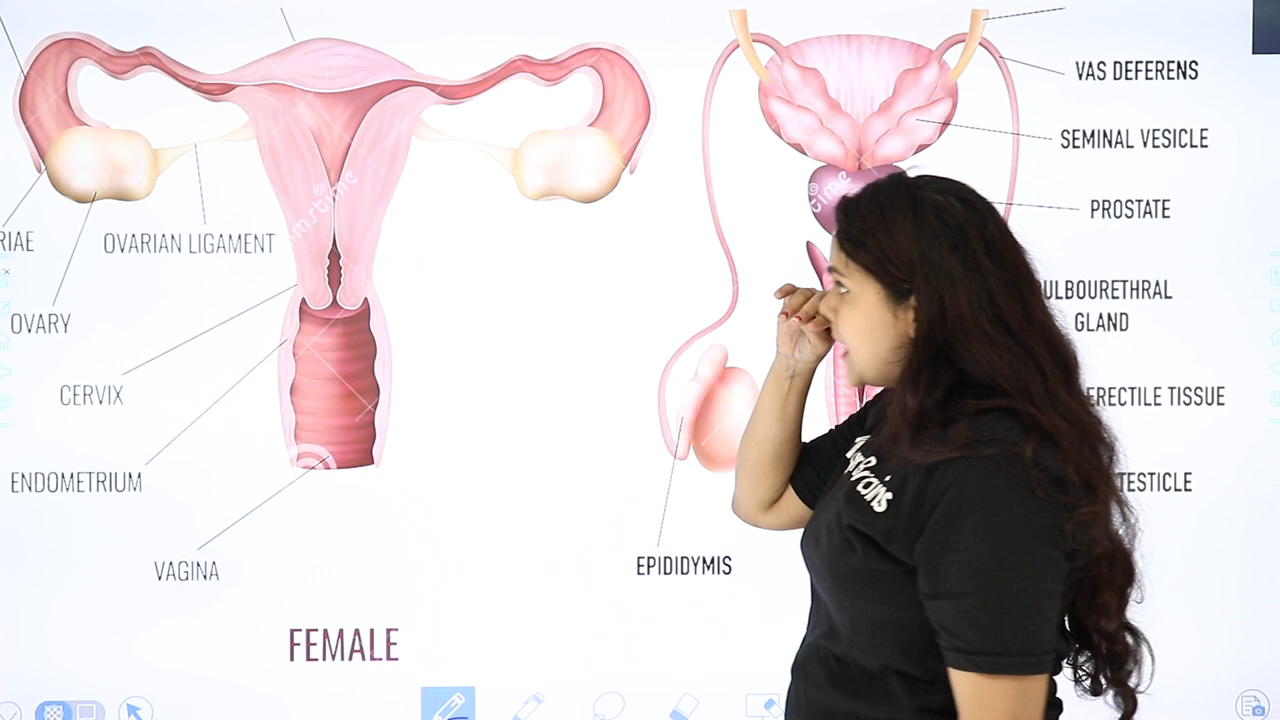 RIAE
OVARIAN LIGAMENT
OVARY
CERVIX
ENDOMETRIUM
VAGINA
FEMALE
VAS DEFERENS
SEMINAL VESICLE
PROSTATE
ULBOURETHRAL
GLAND
ERECTILE TISSUE
TESTICLE
EPIDIDYMIS